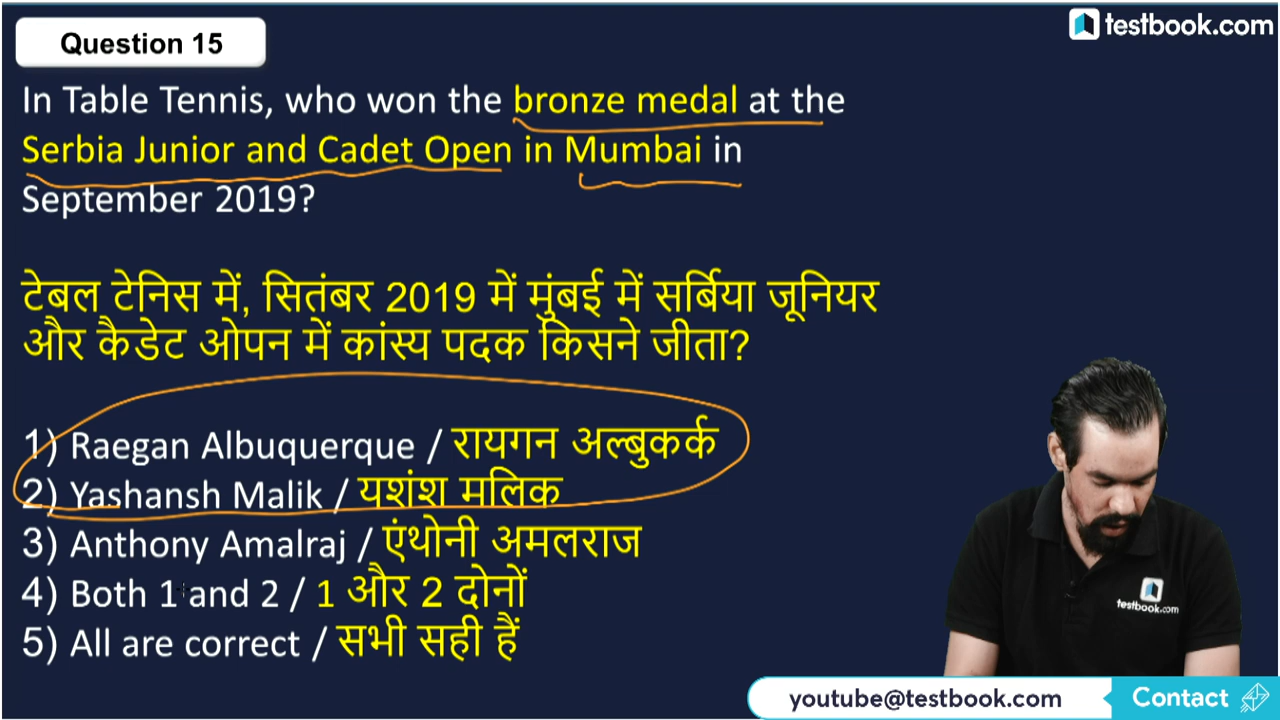 Question 15
testbook.com
In Table Tennis, who won the bronze medal at the
Serbia Junior and Cadet Open in Mumbai in
September 2019?
टेबल टेनिस में, सितंबर 2019 में मुंबई में सर्बिया जूनियर
और कैडेट ओपन में कांस्य पदक किसने जीता?
1) Raegan Albuquerque / रायगन अल्बुकर्क
2) Yashansh Malik / यशंश मलिक
3) Anthony Amalraj / एंथोनी अमलराज
4) Both 1 and 2 / 1 और 2 दोनों
5) All are correct / सभी सही हैं
testbook.com
youtube@testbook.com
Contact